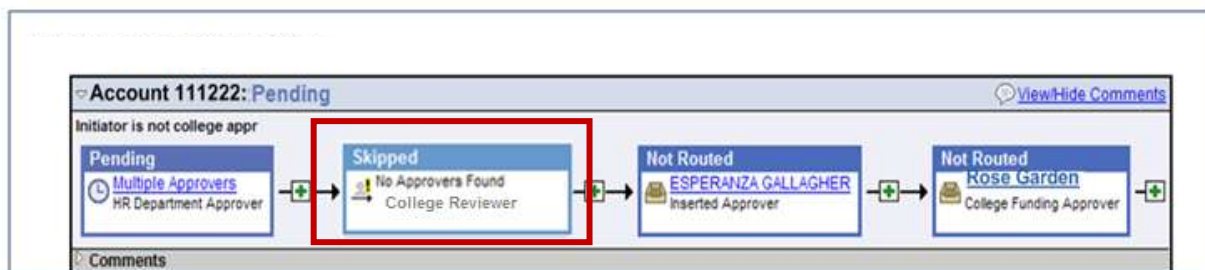 Account 111222: Pending
View/Hide Comments
Initiator is not college appr
Pending
Multiple Approvers
HR Department Approver
Skipped
No Approvers Found
College Reviewer
Not Routed
ESPERANZA GALLAGHER
Inserted Approver
Not Routed
Rose Garden
College Funding Approver
Comments